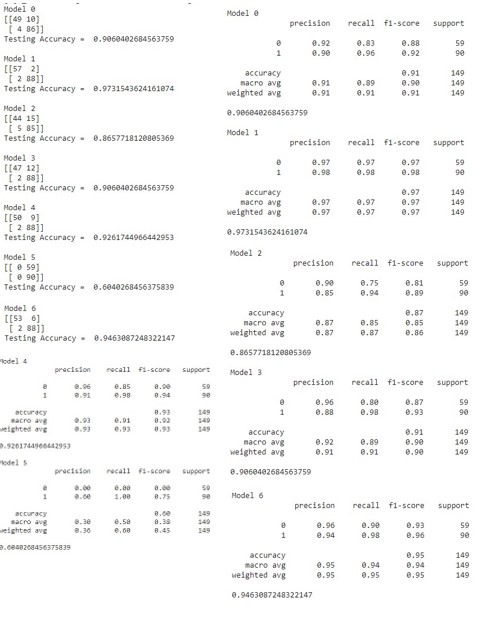 Model 0
[[49 10]
[ 4 86]]
Testing Accuracy = 0.9060402684563759
Model 1
[[57 2]
[ 2 88]]
Testing Accuracy = 0.9731543624161074
Model 2
[[44 15]
[ 5 85]]
Testing Accuracy = 0.8657718120805369
Model 3
[[47 12]
[ 2 88]]
Testing Accuracy = 0.9060402684563759
Model 4
[[50 9]
[ 2 88]]
Testing Accuracy = 0.9261744966442953
Model 5
[[ 0 59]
[ 0 90]]
Testing Accuracy = 0.6040268456375839
Model 6
[[53 6]
[ 2 88]]
Testing Accuracy = 0.9463087248322147
Model 4
precision recall f1-score support
0 0.96 0.85 0.90 59
1 0.91 0.98 0.94 90
accuracy 0.93 149
macro avg 0.93 0.91 0.92 149
weighted avg 0.93 0.93 0.93 149
0.9261744966442953
Model 5
precision recall f1-score support
0 0.00 0.00 0.00 59
1 0.60 1.00 0.75 90
accuracy 0.60 149
macro avg 0.30 0.50 0.38 149
weighted avg 0.36 0.60 0.45 149
0.6040268456375839
Model 0
precision recall f1-score support
0 0.92 0.83 0.88 59
1 0.90 0.96 0.92 90
accuracy 0.91 149
macro avg 0.91 0.89 0.90 149
weighted avg 0.91 0.91 0.91 149
0.9060402684563759
Model 1
precision recall f1-score support
0 0.97 0.97 0.97 59
1 0.98 0.98 0.98 90
accuracy 0.97 149
macro avg 0.97 0.97 0.97 149
weighted avg 0.97 0.97 0.97 149
0.9731543624161074
Model 2
precision recall f1-score support
0 0.90 0.75 0.81 59
1 0.85 0.94 0.89 90
accuracy 0.87 149
macro avg 0.87 0.85 0.85 149
weighted avg 0.87 0.87 0.86 149
0.8657718120805369
Model 3
precision recall f1-score support
0 0.96 0.80 0.87 59
1 0.88 0.98 0.93 90
accuracy 0.91 149
macro avg 0.92 0.89 0.90 149
weighted avg 0.91 0.91 0.90 149
0.9060402684563759
Model 6
precision recall f1-score support
0 0.96 0.90 0.93 59
1 0.94 0.98 0.96 90
accuracy 0.95 149
macro avg 0.95 0.94 0.94 149
weighted avg 0.95 0.95 0.95 149
0.9463087248322147